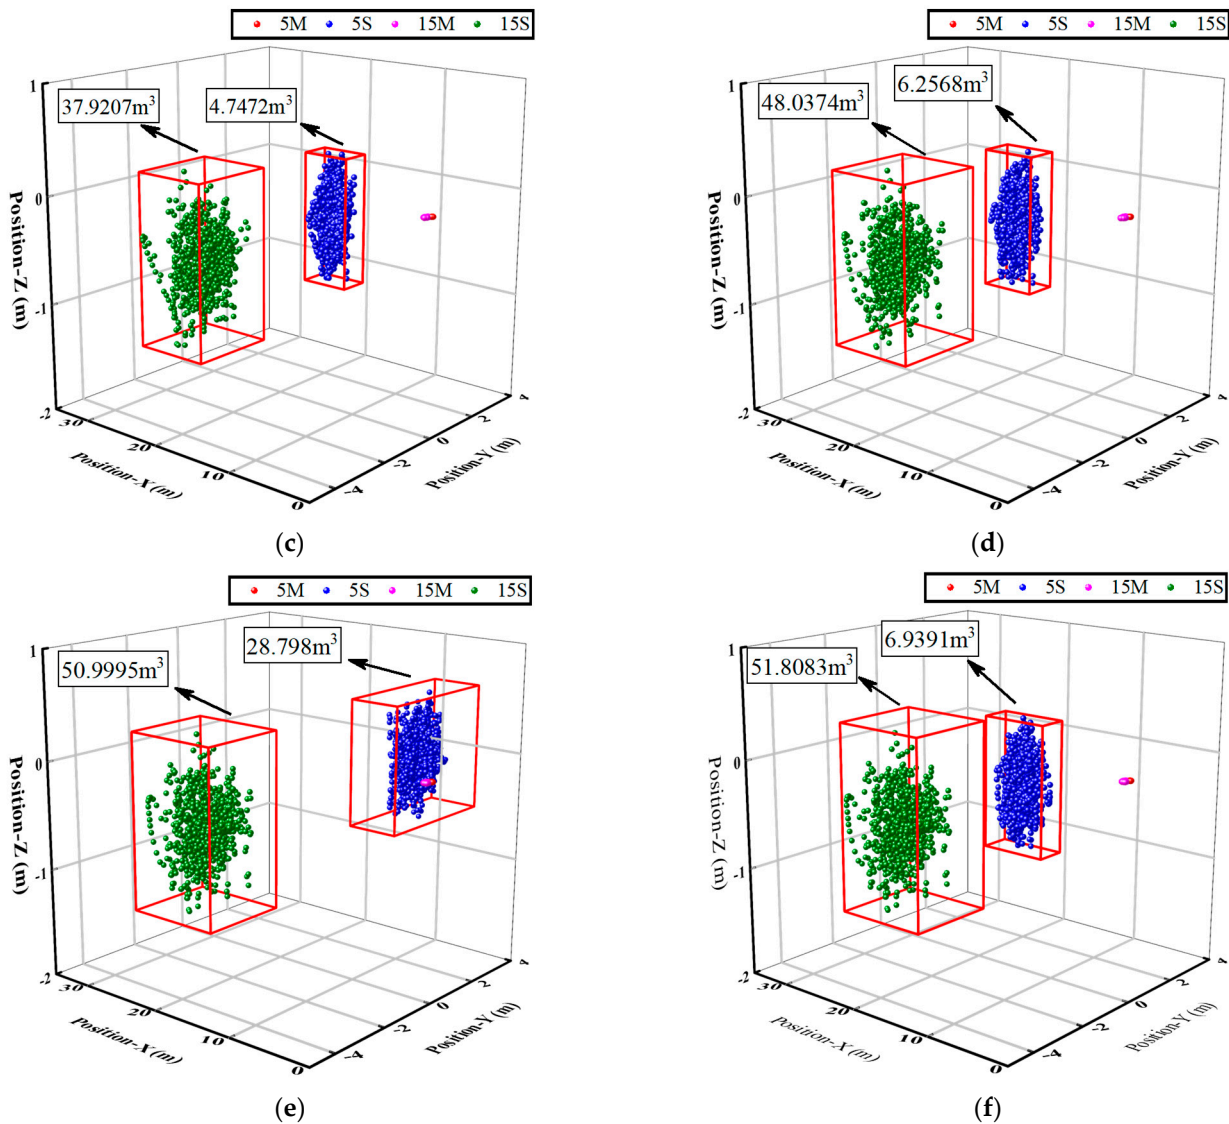 5M 5S 15M 15S
37.9207m³
4.7472m³
Position-Z (m)
1
0
-1
-2
30
20
10
0
Position-X (m)
-4
-2
0
2
4
Position-Y (m)
(c)
5M 5S 15M 15S
48.0374m³
6.2568m³
Position-Z (m)
1
0
-1
-2
30
20
10
0
Position-X (m)
-4
-2
0
2
4
Position-Y (m)
(d)
5M 5S 15M 15S
50.9995m³
28.798m³
Position-Z (m)
1
0
-1
-2
30
20
10
0
Position-X (m)
-4
-2
0
2
4
Position-Y (m)
(e)
5M 5S 15M 15S
51.8083m³
6.9391m³
Position-Z (m)
1
0
-1
-2
30
20
10
0
Position-X (m)
-4
-2
0
2
4
Position-Y (m)
(f)